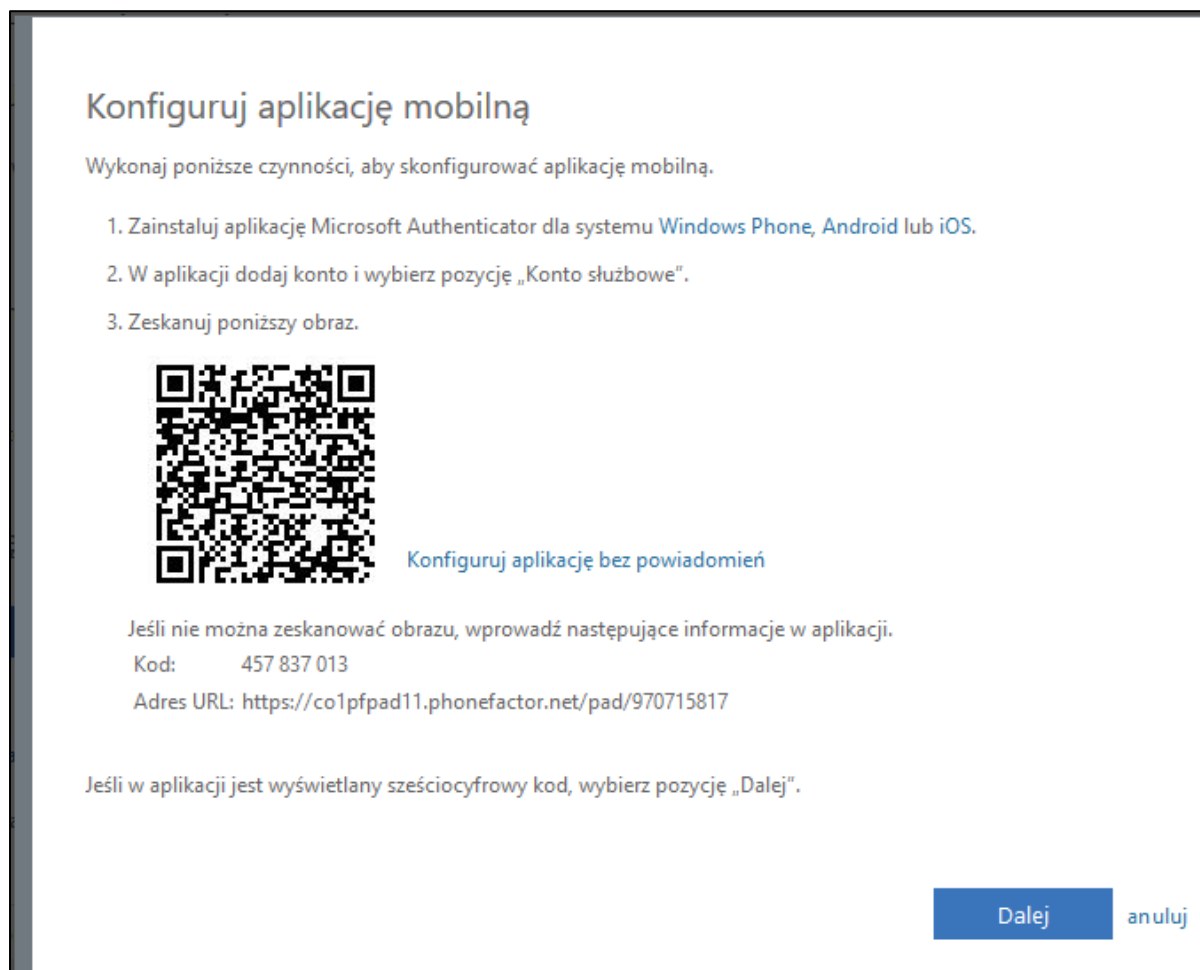 Konfiguruj aplikację mobilną
Wykonaj poniższe czynności, aby skonfigurować aplikację mobilną.
1. Zainstaluj aplikację Microsoft Authenticator dla systemu Windows Phone, Android lub iOS.
2. W aplikacji dodaj konto i wybierz pozycję „Konto służbowe”.
3. Zeskanuj poniższy obraz.
Konfiguruj aplikację bez powiadomień
Jeśli nie można zeskanować obrazu, wprowadź następujące informacje w aplikacji.
Kod: 457 837 013
Adres URL: https://co1pfpad11.phonefactor.net/pad/970715817
Jeśli w aplikacji jest wyświetlany sześciocyfrowy kod, wybierz pozycję „Dalej”.
Dalej anuluj